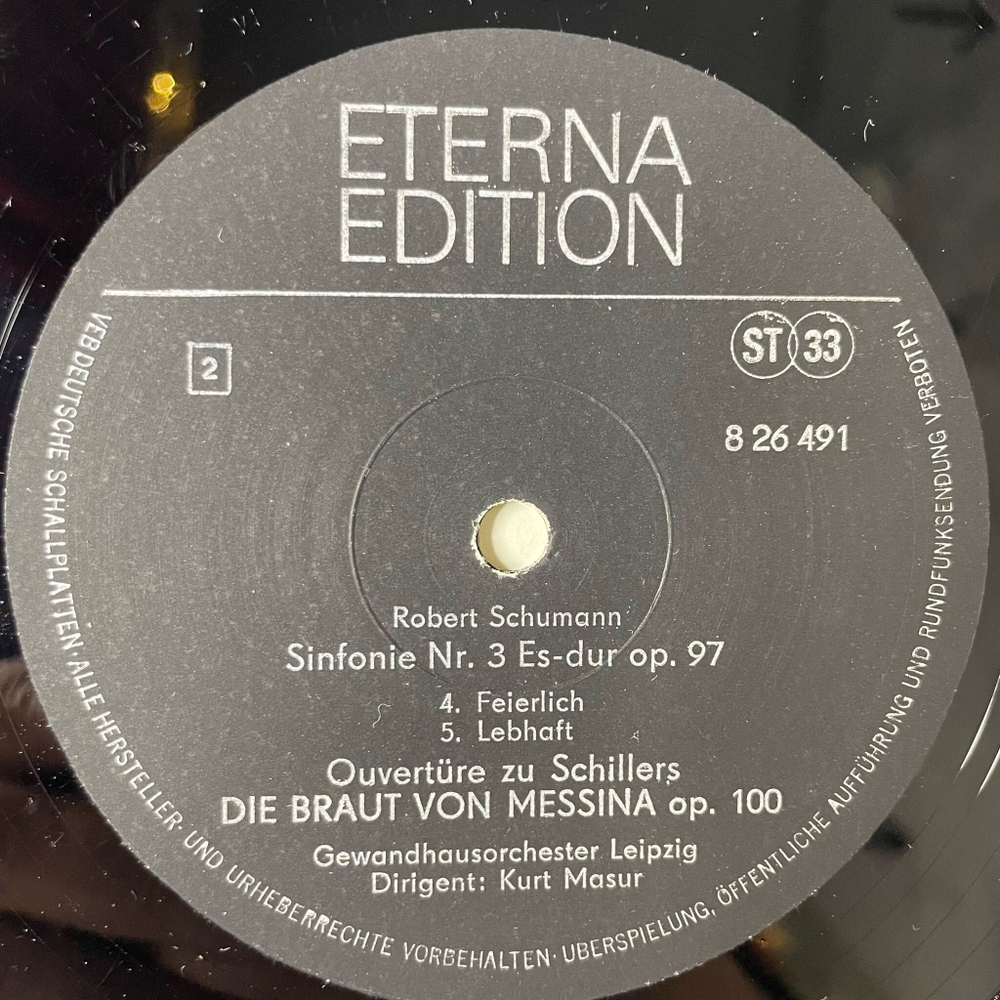 ETERNA
EDITION
2
ST 33
8 26 491
Robert Schumann
Sinfonie Nr. 3 Es-dur op. 97
4. Feierlich
5. Lebhaft
Ouvertüre zu Schillers
DIE BRAUT VON MESSINA op. 100
Gewandhausorchester Leipzig
Dirigent: Kurt Masur
VEB DEUTSCHE SCHALLPLATTEN · ALLE HERSTELLER- UND URHEBERRECHTE VORBEHALTEN · UBERSPIELUNG, ÖFFENTLICHE AUFFÜHRUNG UND RUNDFUNKSENDUNG VERBOTEN